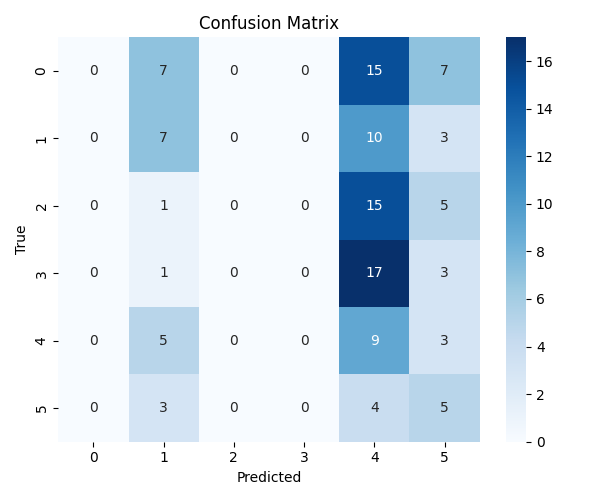 Confusion Matrix
True
0 0 7 0 0 15 7
1 0 7 0 0 10 3
2 0 1 0 0 15 5
3 0 1 0 0 17 3
4 0 5 0 0 9 3
5 0 3 0 0 4 5
0 1 2 3 4 5
Predicted
16
14
12
10
8
6
4
2
0